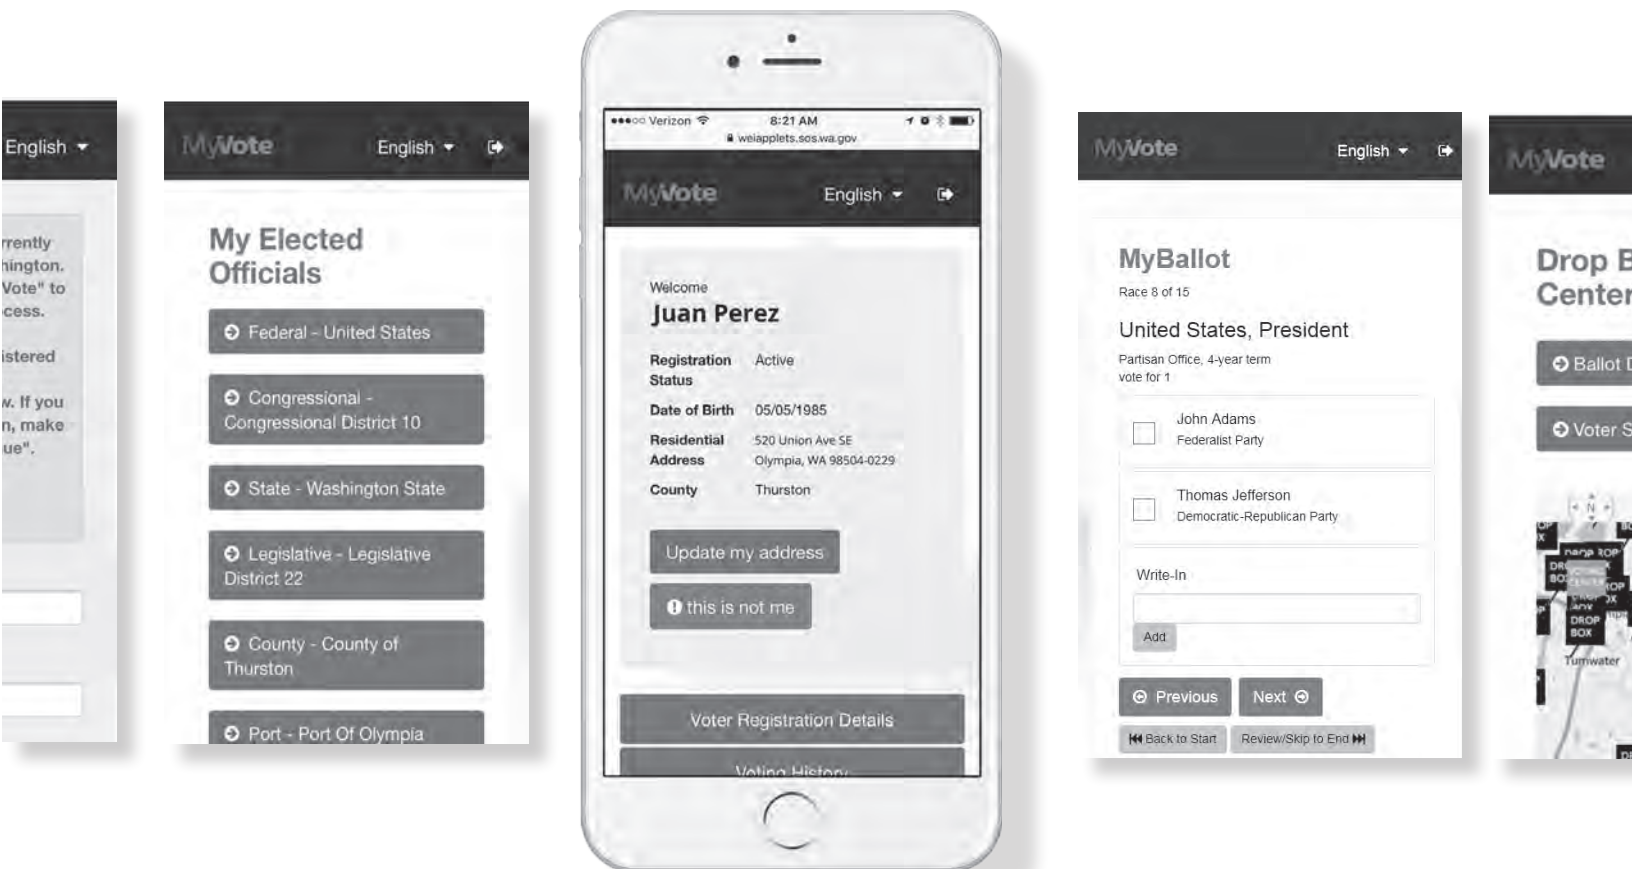 English
rrently
hington.
Vote" to
cess.
istered
w. If you
n, make
ue".
MyVote English
My Elected
Officials
Federal - United States
Congressional -
Congressional District 10
State - Washington State
Legislative - Legislative
District 22
County - County of
Thurston
Port - Port Of Olympia
Verizon 8:21 AM
weiapplets.sos.wa.gov
MyVote English
Welcome
Juan Perez
Registration Active
Status
Date of Birth 05/05/1985
Residential 520 Union Ave SE
Address Olympia, WA 98504-0229
County Thurston
Update my address
this is not me
Voter Registration Details
Voting History
MyVote English
MyBallot
Race 8 of 15
United States, President
Partisan Office, 4-year term
vote for 1
John Adams
Federalist Party
Thomas Jefferson
Democratic-Republican Party
Write-In
Add
Previous Next
Back to Start Review/Skip to End
MyVote
Drop B
Center
Ballot D
Voter S
N
DROP
BOX
Tumwater